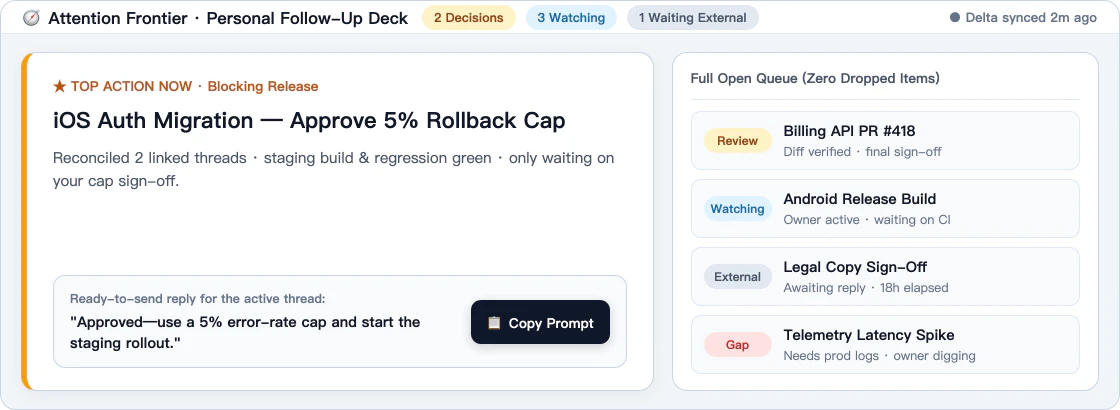 🧭 Attention Frontier · Personal Follow-Up Deck
2 Decisions
3 Watching
1 Waiting External
Delta synced 2m ago
★ TOP ACTION NOW · Blocking Release
iOS Auth Migration — Approve 5% Rollback Cap
Reconciled 2 linked threads · staging build & regression green · only waiting on
your cap sign-off.
Ready-to-send reply for the active thread:
"Approved—use a 5% error-rate cap and start the
staging rollout."
📋 Copy Prompt
Full Open Queue (Zero Dropped Items)
Review
Billing API PR #418
Diff verified · final sign-off
Watching
Android Release Build
Owner active · waiting on CI
External
Legal Copy Sign-Off
Awaiting reply · 18h elapsed
Gap
Telemetry Latency Spike
Needs prod logs · owner digging